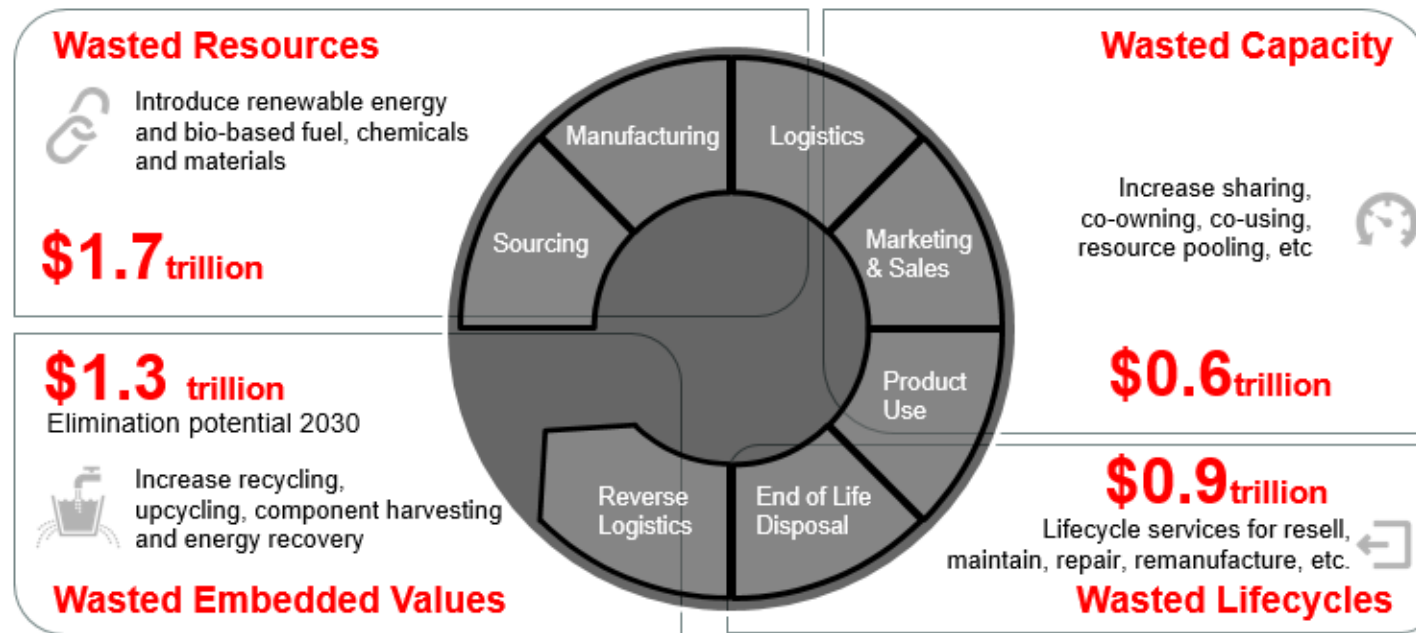 Wasted Resources
Introduce renewable energy
and bio-based fuel, chemicals
and materials
$1.7 trillion
Wasted Capacity
Increase sharing,
co-owning, co-using,
resource pooling, etc
$0.6 trillion
Manufacturing
Logistics
Sourcing
Marketing
& Sales
Product
Use
Reverse
Logistics
End of Life
Disposal
$1.3 trillion
Elimination potential 2030
Increase recycling,
upcycling, component harvesting
and energy recovery
Wasted Embedded Values
$0.9 trillion
Lifecycle services for resell,
maintain, repair, remanufacture, etc.
Wasted Lifecycles